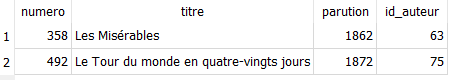 numero titre parution id_auteur
1 358 Les Misérables 1862 63
2 492 Le Tour du monde en quatre-vingts jours 1872 75